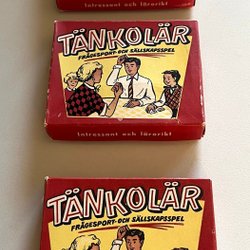 Intressant och lärorikt
TÄNKOLÄR
FRÅGESPORT- OCH SÄLLSKAPSSPEL
Intressant och lärorikt
TÄNKOLÄR
FRÅGESPORT- OCH SÄLLSKAPSSPEL